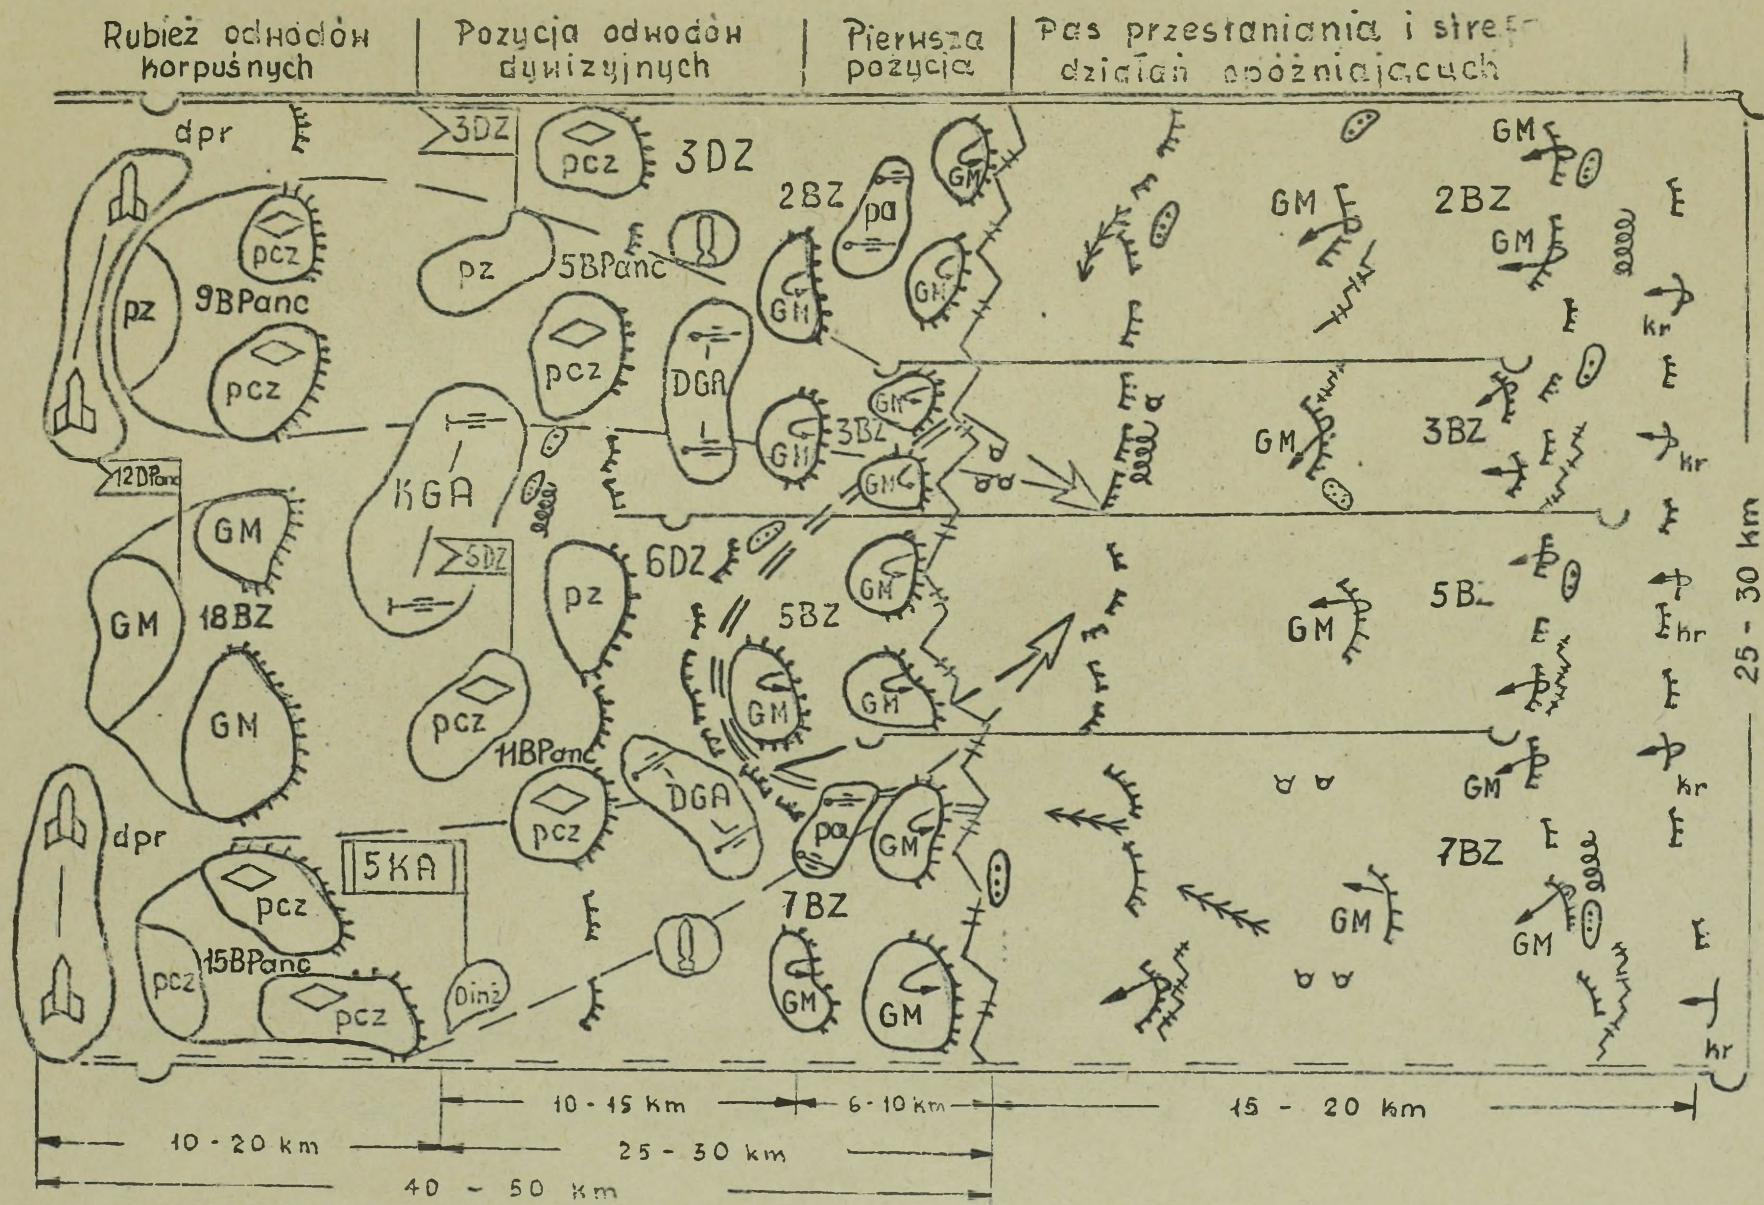 Rubież odwodów
korpuśnych
Pozycja odwodów
dywizyjnych
Pierwsza
pozycja
Pas przesłaniania i
działań opóźniających
dpr
3DZ
pcz
3DZ
2BZ
pa
GM
GM
GM
2BZ
GM
pcz
pz
9BPanc
pcz
pz
5BPanc
pcz
DGA
GM
GM
kr
12DPanc
KGA
GM
3BZ
GM
GM
GM
3BZ
kr
GM
GM
18BZ
GM
pz
6DZ
5BZ
GM
GM
GM
GM
kr
pcz
11BPanc
pcz
DGA
pa
GM
GM
kr
7BZ
dpr
5KA
pcz
15BPanc
pcz
pcz
Dinż
7BZ
GM
GM
GM
GM
kr
25 - 30 km
10 - 15 km
6-10 km
15 - 20 km
10 - 20 km
25 - 30 km
40 - 50 km